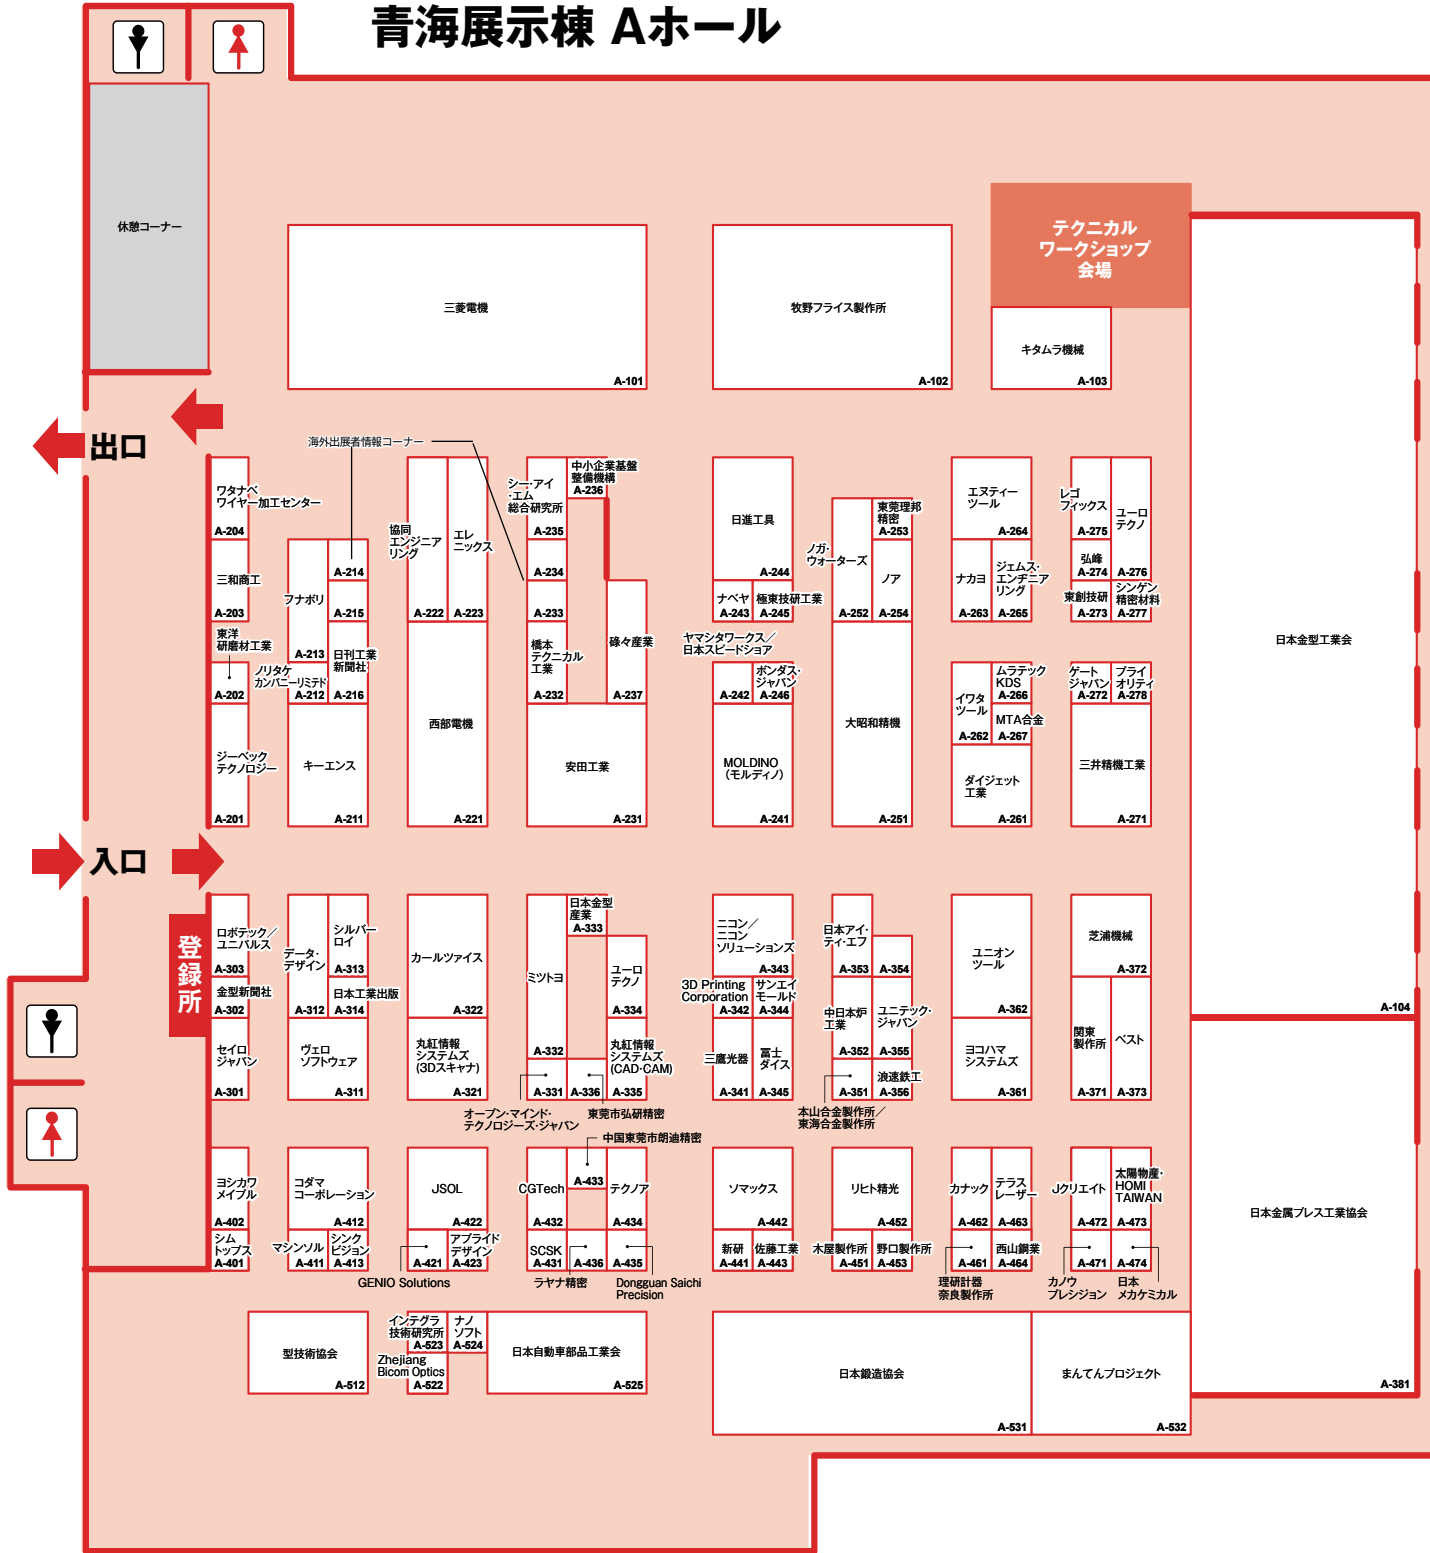 青海展示棟 Aホール
休憩コーナー
テクニカル
ワークショップ
会場
三菱電機
A-101
牧野フライス製作所
A-102
キタムラ機械
A-103
出口
海外出展者情報コーナー
ワタナベ
ワイヤー加工センター
A-204
三和商工
A-203
東洋
研磨材工業
A-202
ジーベック
テクノロジー
A-201
A-214
フナボリ
A-213
A-215
日刊工業
新聞社
A-216
ノリタケ
カンパニーリミテド
A-212
キーエンス
A-211
協同
エンジニア
リング
A-222
エレ
ニックス
A-223
西部電機
A-221
シー・アイ
・エム
総合研究所
A-235
中小企業基盤
整備機構
A-236
A-234
A-233
橋本
テクニカル
工業
A-232
碌々産業
A-237
安田工業
A-231
日進工具
A-244
ナベヤ
A-243
極東技研工業
A-245
ヤマシタワークス／
日本スピードショア
A-242
ボンダス・
ジャパン
A-246
MOLDINO
（モルディノ）
A-241
ノガ・
ウォーターズ
A-252
東莞理邦
精密
A-253
ノア
A-254
大昭和精機
A-251
エヌティー
ツール
A-264
ナカヨ
A-263
ジェムス・
エンヂニア
リング
A-265
イワタ
ツール
A-262
ムラテック
KDS
A-266
MTA合金
A-267
ダイジェット
工業
A-261
レゴ
フィックス
A-275
ユーロ
テクノ
A-276
弘峰
A-274
東創技研
A-273
シンゲン
精密材料
A-277
ゲート
ジャパン
A-272
プライ
オリティ
A-278
三井精機工業
A-271
日本金型工業会
A-104
入口
登録所
ロボテック／
ユニバルス
A-303
金型新聞社
A-302
セイロ
ジャパン
A-301
データ・
デザイン
A-312
シルバー
ロイ
A-313
日本工業出版
A-314
ヴェロ
ソフトウェア
A-311
カールツァイス
A-322
丸紅情報
システムズ
(3Dスキャナ)
A-321
ミツトヨ
A-332
日本金型
産業
A-333
ユーロ
テクノ
A-334
丸紅情報
システムズ
(CAD・CAM)
A-335
A-331
A-336
オープン・マインド・
テクノロジーズ・ジャパン
東莞市弘研精密
ニコン／
ニコン
ソリューションズ
A-343
3D Printing
Corporation
A-342
サンエイ
モールド
A-344
三鷹光器
A-341
冨士
ダイス
A-345
日本アイ・
ティ・エフ
A-353
A-354
中日本炉
工業
A-352
ユニテック・
ジャパン
A-355
A-351
浪速鉄工
A-356
本山合金製作所／
東海合金製作所
ユニオン
ツール
A-362
ヨコハマ
システムズ
A-361
芝浦機械
A-372
関東
製作所
A-371
ベスト
A-373
ヨシカワ
メイプル
A-402
シム
トップス
A-401
コダマ
コーポレーション
A-412
マシンソル
A-411
シンク
ビジョン
A-413
JSOL
A-422
A-421
アプライド
デザイン
A-423
GENIO Solutions
中国東莞市朗迪精密
CGTech
A-432
A-433
テクノア
A-434
SCSK
A-431
A-436
A-435
ラヤナ精密
Dongguan Saichi
Precision
ソマックス
A-442
新研
A-441
佐藤工業
A-443
リヒト精光
A-452
木屋製作所
A-451
野口製作所
A-453
カナック
A-462
テラス
レーザー
A-463
A-461
西山鋼業
A-464
理研計器
奈良製作所
Jクリエイト
A-472
太陽物産・
HOMI
TAIWAN
A-473
A-471
A-474
カノウ
プレシジョン
日本
メカケミカル
日本金属プレス工業協会
A-381
型技術協会
A-512
インテグラ
技術研究所
A-523
ナノ
ソフト
A-524
Zhejiang
Bicom Optics
A-522
日本自動車部品工業会
A-525
日本鍛造協会
A-531
まんてんプロジェクト
A-532